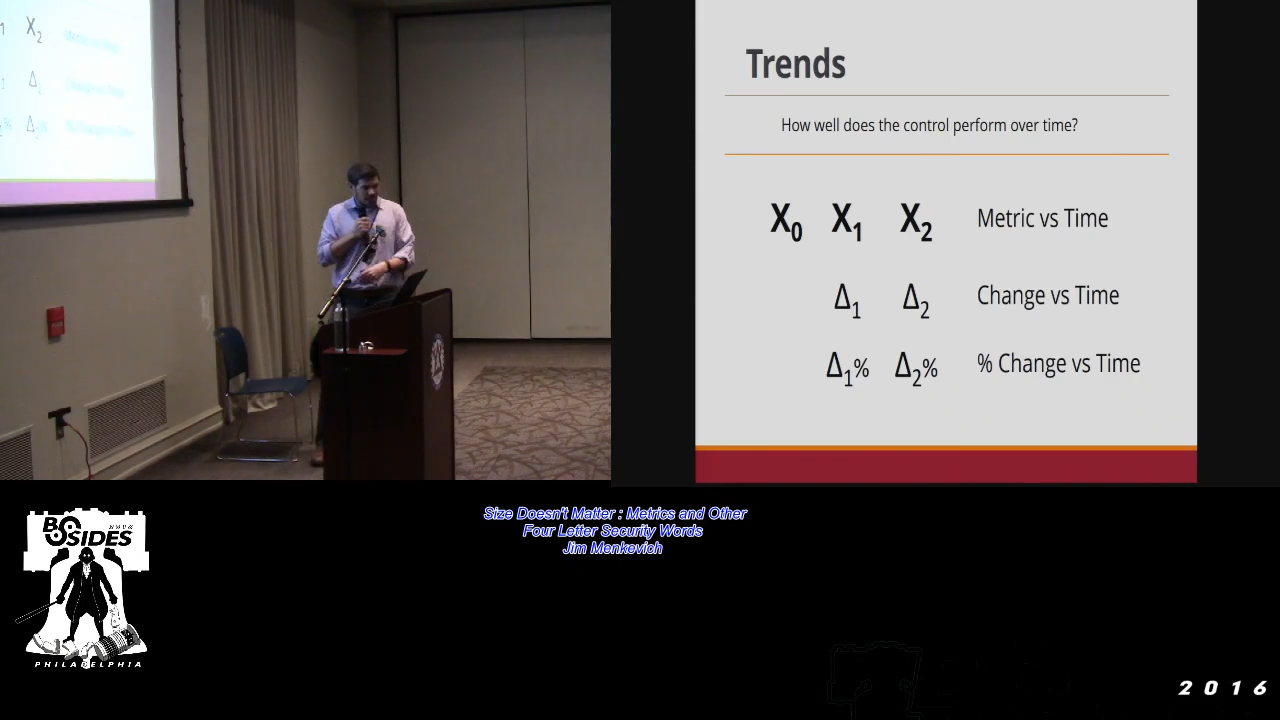 X₂
Trends
How well does the control perform over time?
X₀ X₁ X₂ Metric vs Time
Δ₁ Δ₂ Change vs Time
Δ₁% Δ₂% % Change vs Time
BSIDES
PHILADELPHIA
Size Doesn't Matter : Metrics and Other
Four Letter Security Words
Jim Menkevich
2016